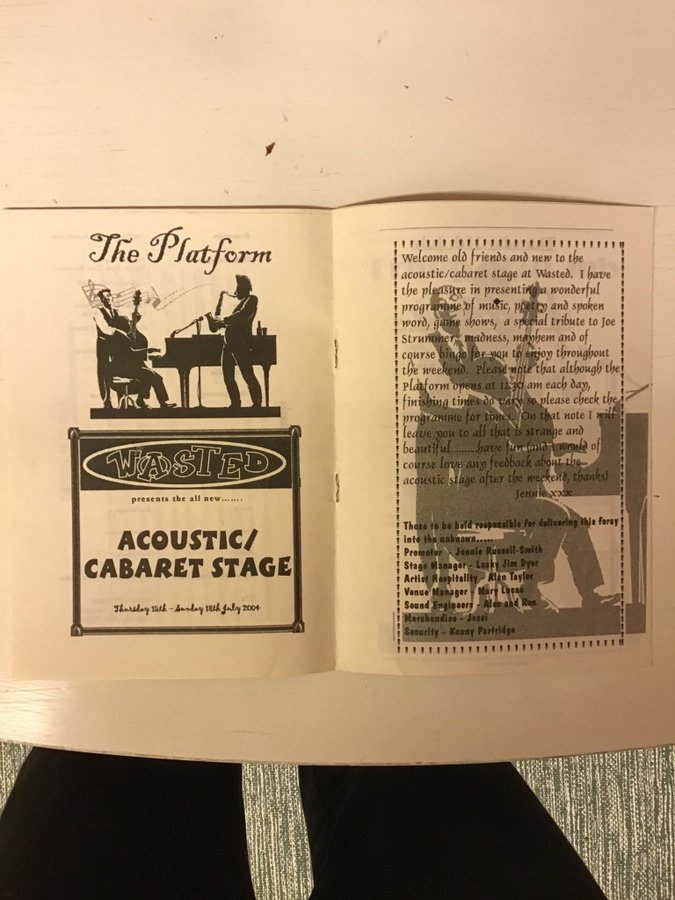 The Platform
WASTED
presents the all new.......
ACOUSTIC/
CABARET STAGE
Thursday 15th - Sunday 18th July 2004
Welcome old friends and new to the
acoustic/cabaret stage at Wasted. I have
the pleasure in presenting a wonderful
programme of music, poetry and spoken
word, game shows, a special tribute to Joe
Strummer, madness, mayhem and of
course bingo for you to enjoy throughout
the weekend. Please note that although the
Platform opens at 11.30 am each day,
finishing times do vary so please check the
programme for times. On that note I will
leave you to all that is strange and
beautiful.........have fun (and I would of
course love any feedback about the
acoustic stage after the weekend, thanks)
Jennie xxx
Those to be held responsible for delivering this foray
into the unknown.....
Promoter - Jennie Russell-Smith
Stage Manager - Lanky Jim Dyer
Artist Hospitality - Alan Taylor
Venue Manager - Mary Lucas
Sound Engineers - Alec and Ron
Merchandise - Jessi
Security - Kenny Partridge